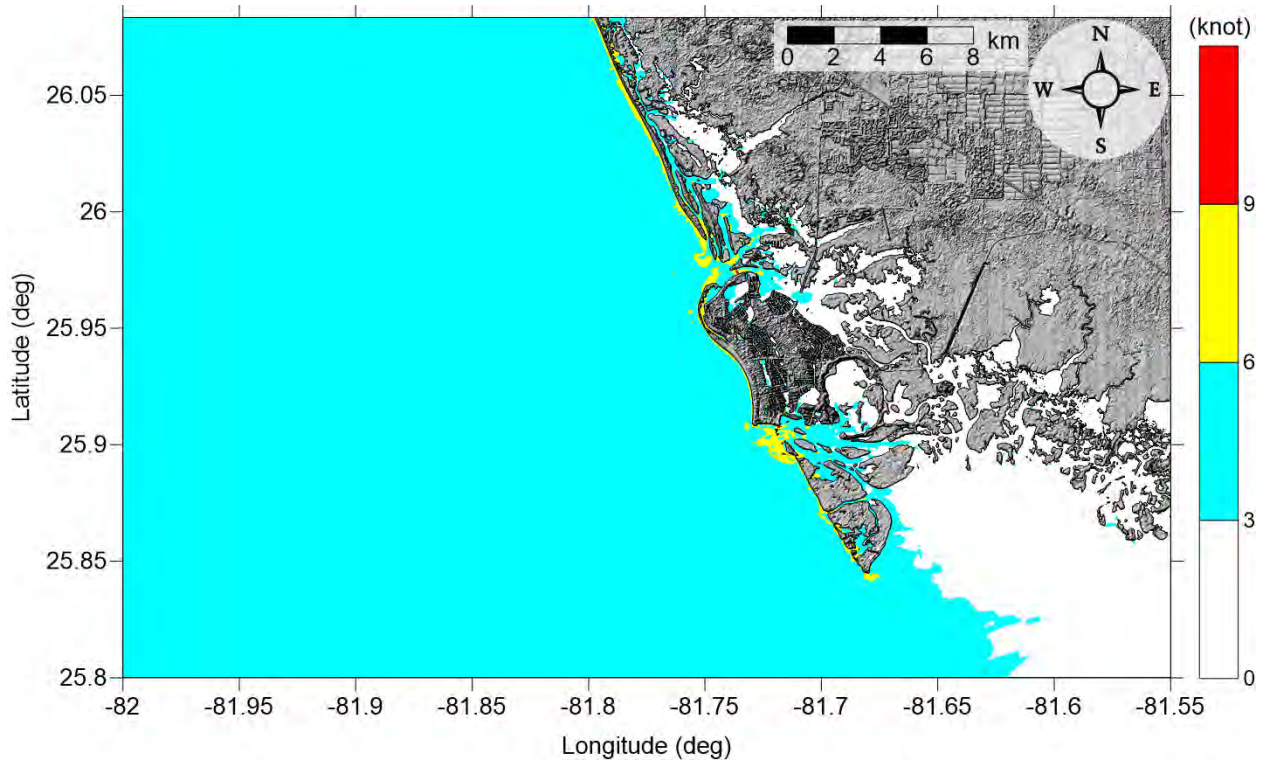 (knot)
0 2 4 6 8 km
N
W E
S
26.05
26
25.95
25.9
25.85
25.8
Latitude (deg)
9
6
3
0
-82 -81.95 -81.9 -81.85 -81.8 -81.75 -81.7 -81.65 -81.6 -81.55
Longitude (deg)